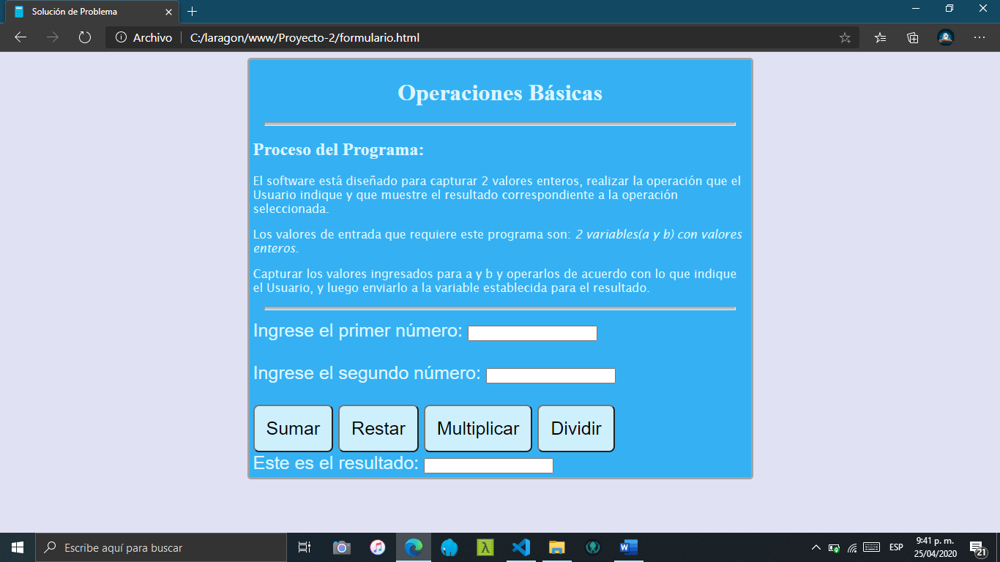 Solución de Problema
Archivo C:/laragon/www/Proyecto-2/formulario.html
Operaciones Básicas
Proceso del Programa:
El software está diseñado para capturar 2 valores enteros, realizar la operación que el
Usuario indique y que muestre el resultado correspondiente a la operación
seleccionada.
Los valores de entrada que requiere este programa son: 2 variables(a y b) con valores
enteros.
Capturar los valores ingresados para a y b y operarlos de acuerdo con lo que indique
el Usuario, y luego enviarlo a la variable establecida para el resultado.
Ingrese el primer número:
Ingrese el segundo número:
Sumar Restar Multiplicar Dividir
Este es el resultado:
Escribe aquí para buscar
ESP
9:41 p. m.
25/04/2020
21